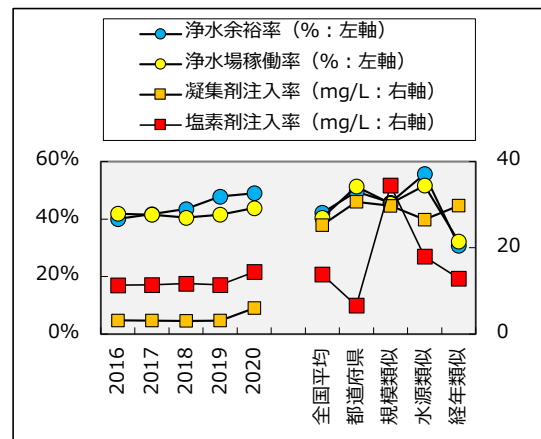 浄水余裕率（%：左軸）
浄水場稼働率（%：左軸）
凝集剤注入率（mg/L：右軸）
塩素剤注入率（mg/L：右軸）
60%
40%
20%
0%
40
20
0
2016
2017
2018
2019
2020
全国平均
都道府県
規模類似
水源類似
経年類似